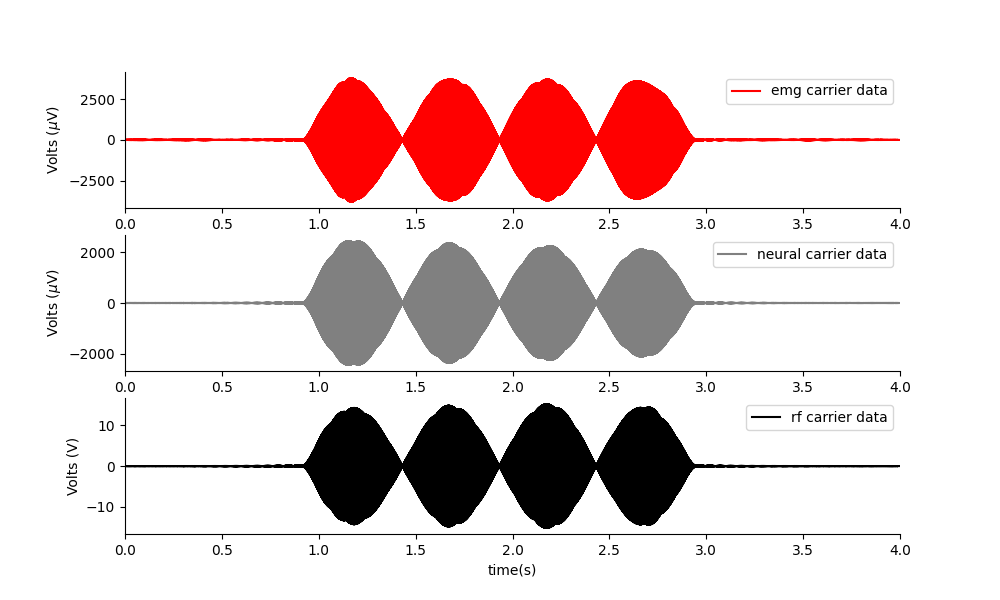 emg carrier data
Volts (μV)
2500
0
−2500
0.0 0.5 1.0 1.5 2.0 2.5 3.0 3.5 4.0
neural carrier data
Volts (μV)
2000
0
−2000
0.0 0.5 1.0 1.5 2.0 2.5 3.0 3.5 4.0
rf carrier data
Volts (V)
10
0
−10
0.0 0.5 1.0 1.5 2.0 2.5 3.0 3.5 4.0
time(s)